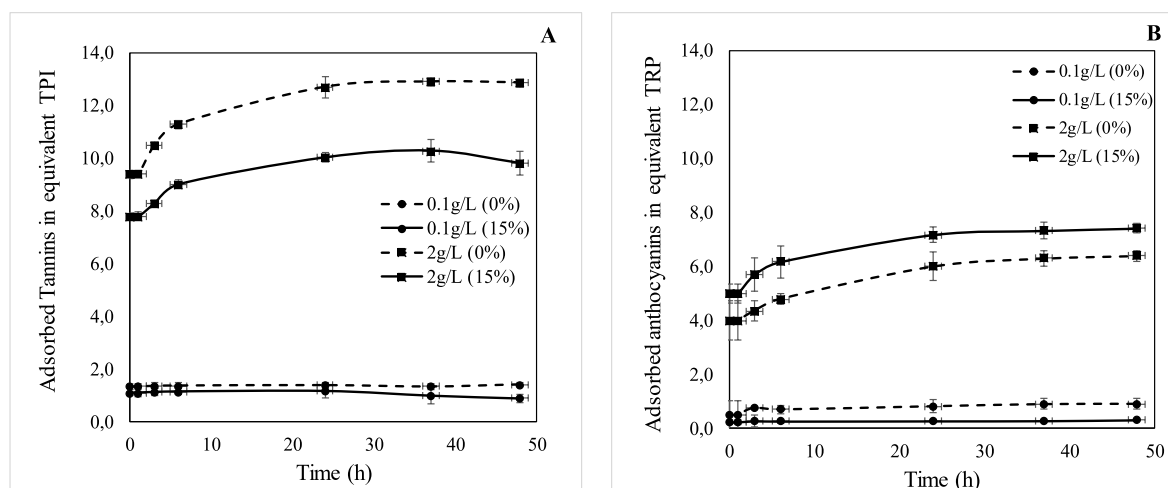 A
Adsorbed Tannins in equivalent TPI
14,0
12,0
10,0
8,0
6,0
4,0
2,0
0,0
0.1g/L (0%)
0.1g/L (15%)
2g/L (0%)
2g/L (15%)
0 10 20 30 40 50
Time (h)
B
Adsorbed anthocyanins in equivalent TRP
14,0
12,0
10,0
8,0
6,0
4,0
2,0
0,0
0.1g/L (0%)
0.1g/L (15%)
2g/L (0%)
2g/L (15%)
0 10 20 30 40 50
Time (h)